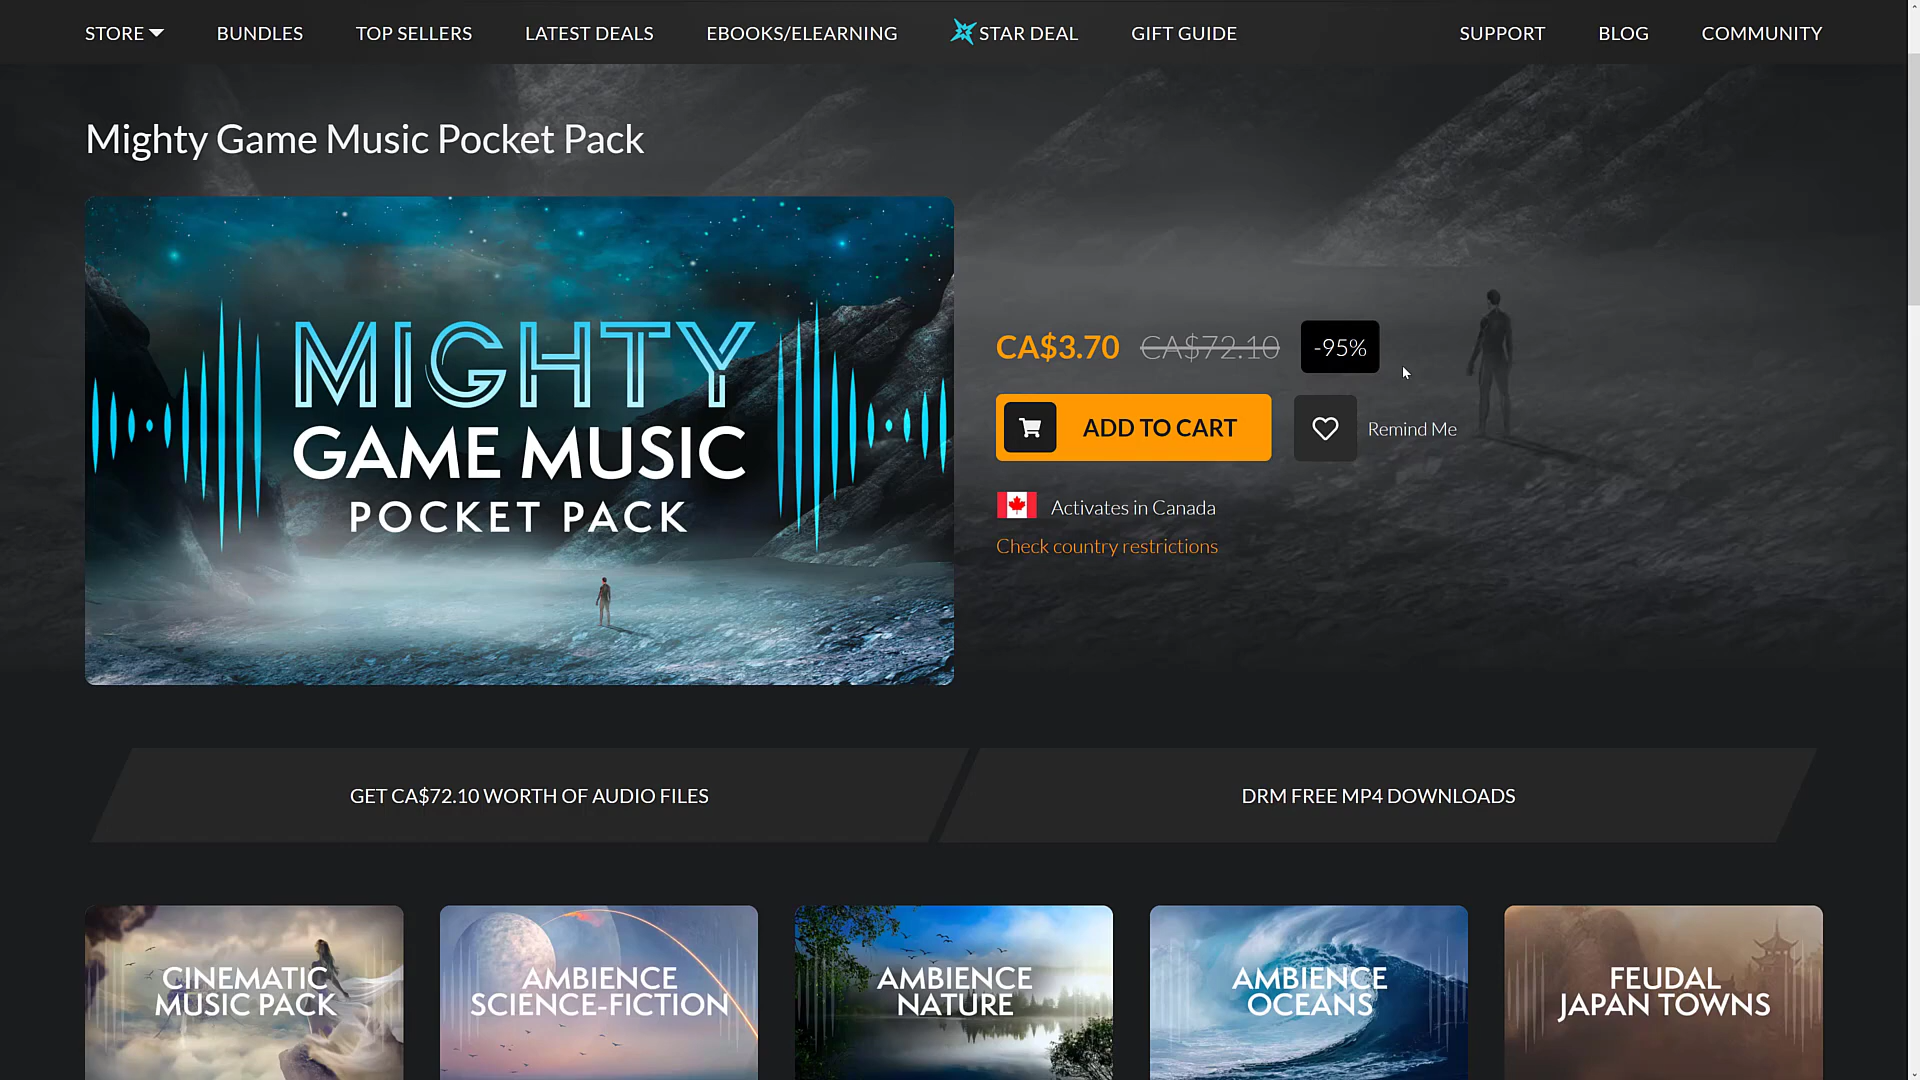 STORE BUNDLES TOP SELLERS LATEST DEALS EBOOKS/ELEARNING STAR DEAL GIFT GUIDE SUPPORT BLOG COMMUNITY
Mighty Game Music Pocket Pack
MIGHTY
GAME MUSIC
POCKET PACK
CA$3.70 CA$72.10 -95%
ADD TO CART Remind Me
Activates in Canada
Check country restrictions
GET CA$72.10 WORTH OF AUDIO FILES
DRM FREE MP4 DOWNLOADS
CINEMATIC
MUSIC PACK
AMBIENCE
SCIENCE-FICTION
AMBIENCE
NATURE
AMBIENCE
OCEANS
FEUDAL
JAPAN TOWNS